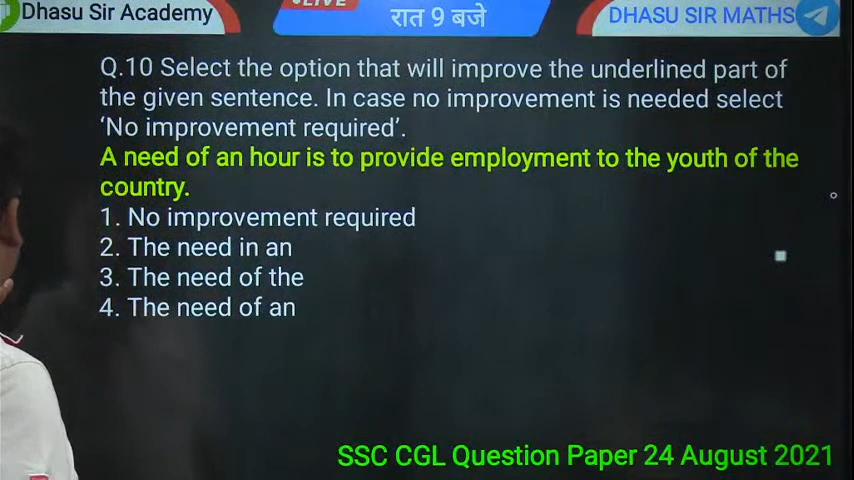 Dhasu Sir Academy
LIVE
रात 9 बजे
DHASU SIR MATHS
Q.10 Select the option that will improve the underlined part of
the given sentence. In case no improvement is needed select
‘No improvement required’.
A need of an hour is to provide employment to the youth of the
country.
1. No improvement required
2. The need in an
3. The need of the
4. The need of an
SSC CGL Question Paper 24 August 2021